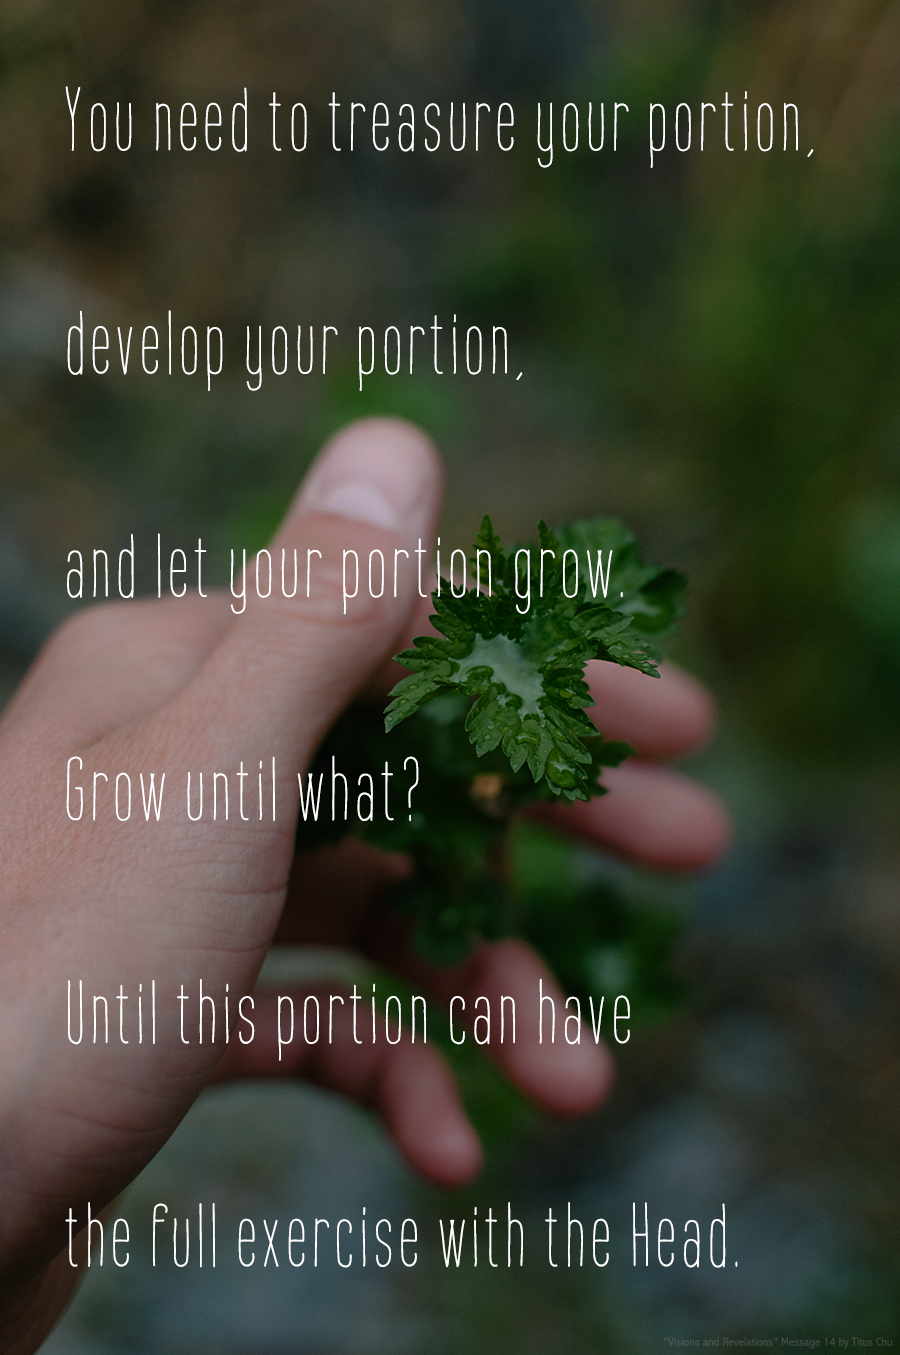 You need to treasure your portion,
develop your portion,
and let your portion grow.
Grow until what?
Until this portion can have
the full exercise with the Head.
"Visions and Revelations" Message 14 by Titus Chu